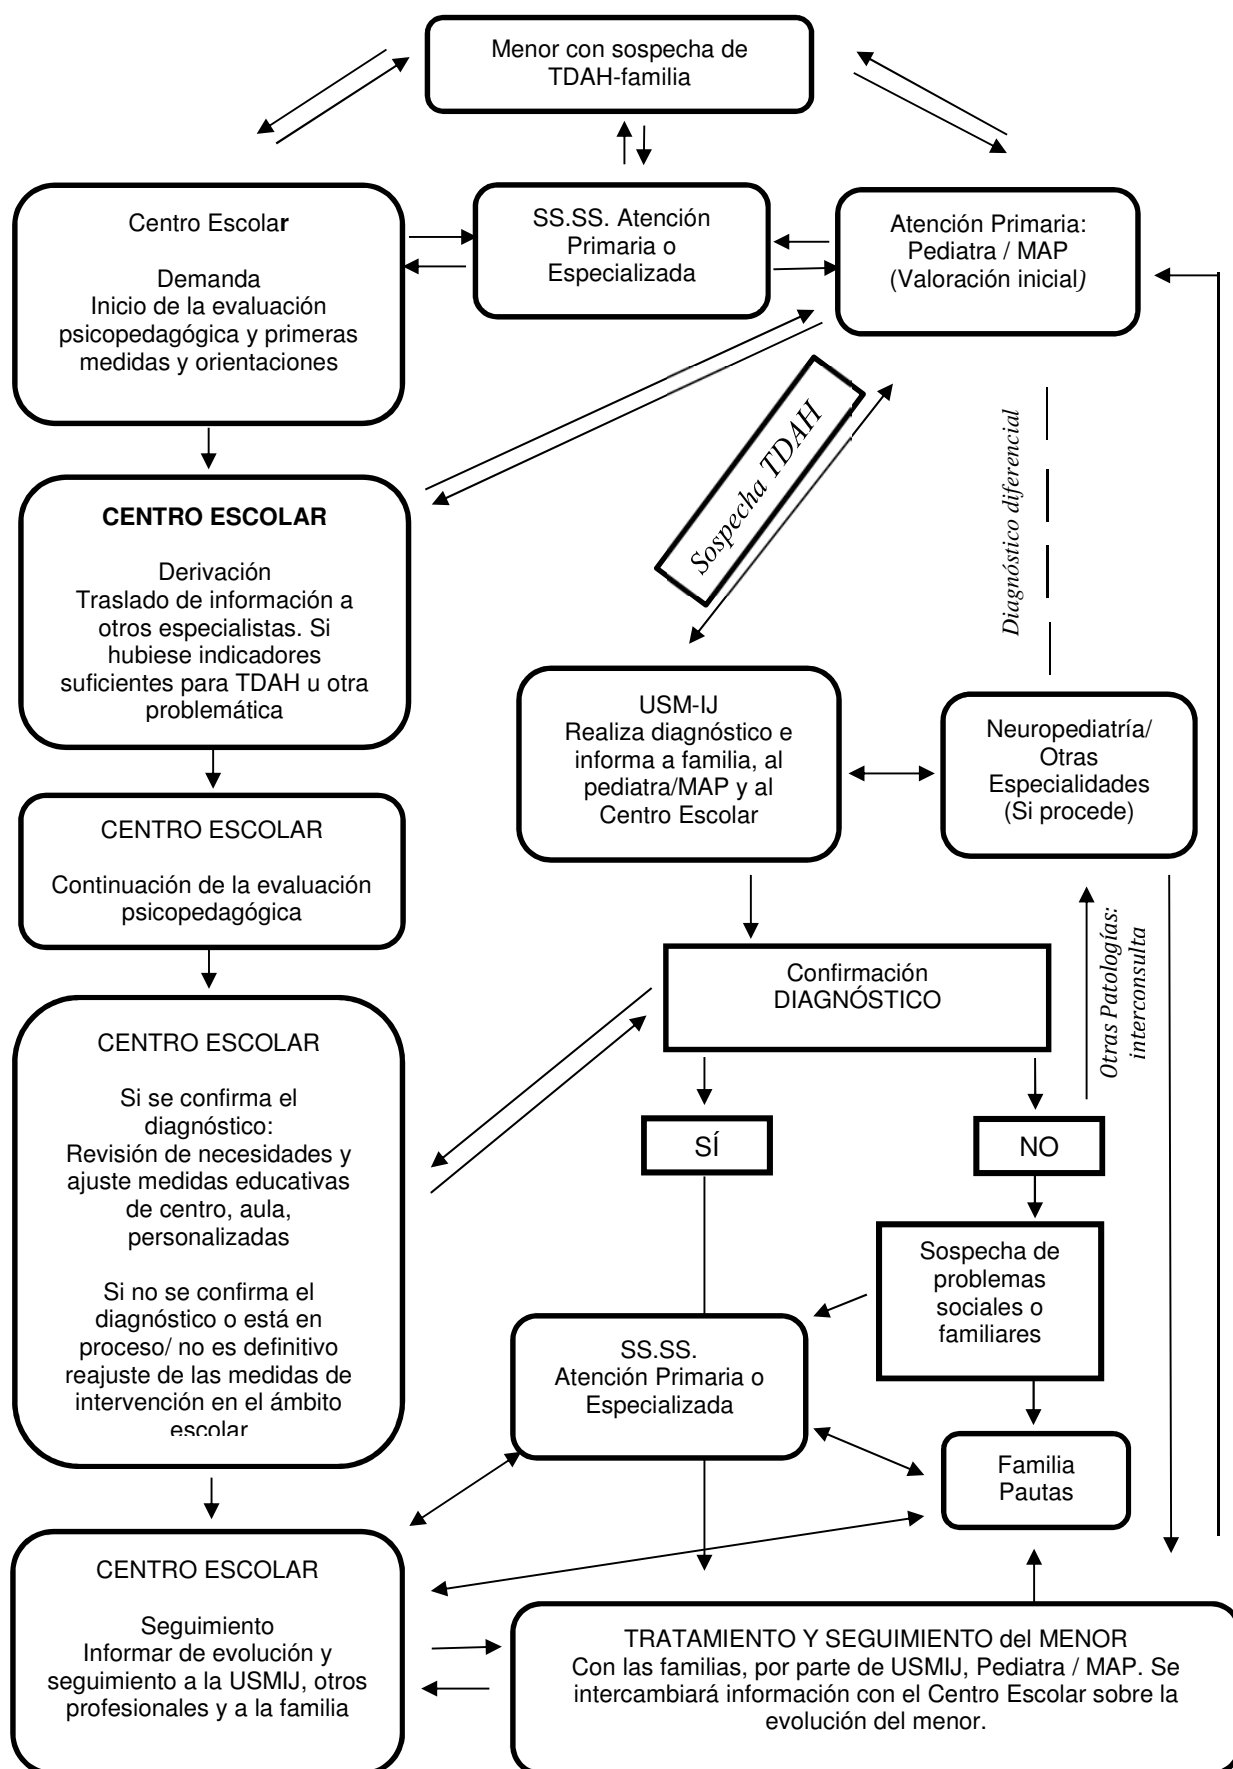 Menor con sospecha de
TDAH-familia
Centro Escolar
Demanda
Inicio de la evaluación
psicopedagógica y primeras
medidas y orientaciones
SS.SS. Atención
Primaria o
Especializada
Atención Primaria:
Pediatra / MAP
(Valoración inicial)
Sospecha TDAH
Diagnóstico diferencial
CENTRO ESCOLAR
Derivación
Traslado de información a
otros especialistas. Si
hubiese indicadores
suficientes para TDAH u otra
problemática
USM-IJ
Realiza diagnóstico e
informa a familia, al
pediatra/MAP y al
Centro Escolar
Neuropediatría/
Otras
Especialidades
(Si procede)
CENTRO ESCOLAR
Continuación de la evaluación
psicopedagógica
Confirmación
DIAGNÓSTICO
Otras Patologías:
interconsulta
SÍ
NO
CENTRO ESCOLAR
Si se confirma el
diagnóstico:
Revisión de necesidades y
ajuste medidas educativas
de centro, aula,
personalizadas
Si no se confirma el
diagnóstico o está en
proceso/ no es definitivo
reajuste de las medidas de
intervención en el ámbito
escolar
Sospecha de
problemas
sociales o
familiares
SS.SS.
Atención Primaria o
Especializada
Familia
Pautas
CENTRO ESCOLAR
Seguimiento
Informar de evolución y
seguimiento a la USMIJ, otros
profesionales y a la familia
TRATAMIENTO Y SEGUIMIENTO del MENOR
Con las familias, por parte de USMIJ, Pediatra / MAP. Se
intercambiará información con el Centro Escolar sobre la
evolución del menor.